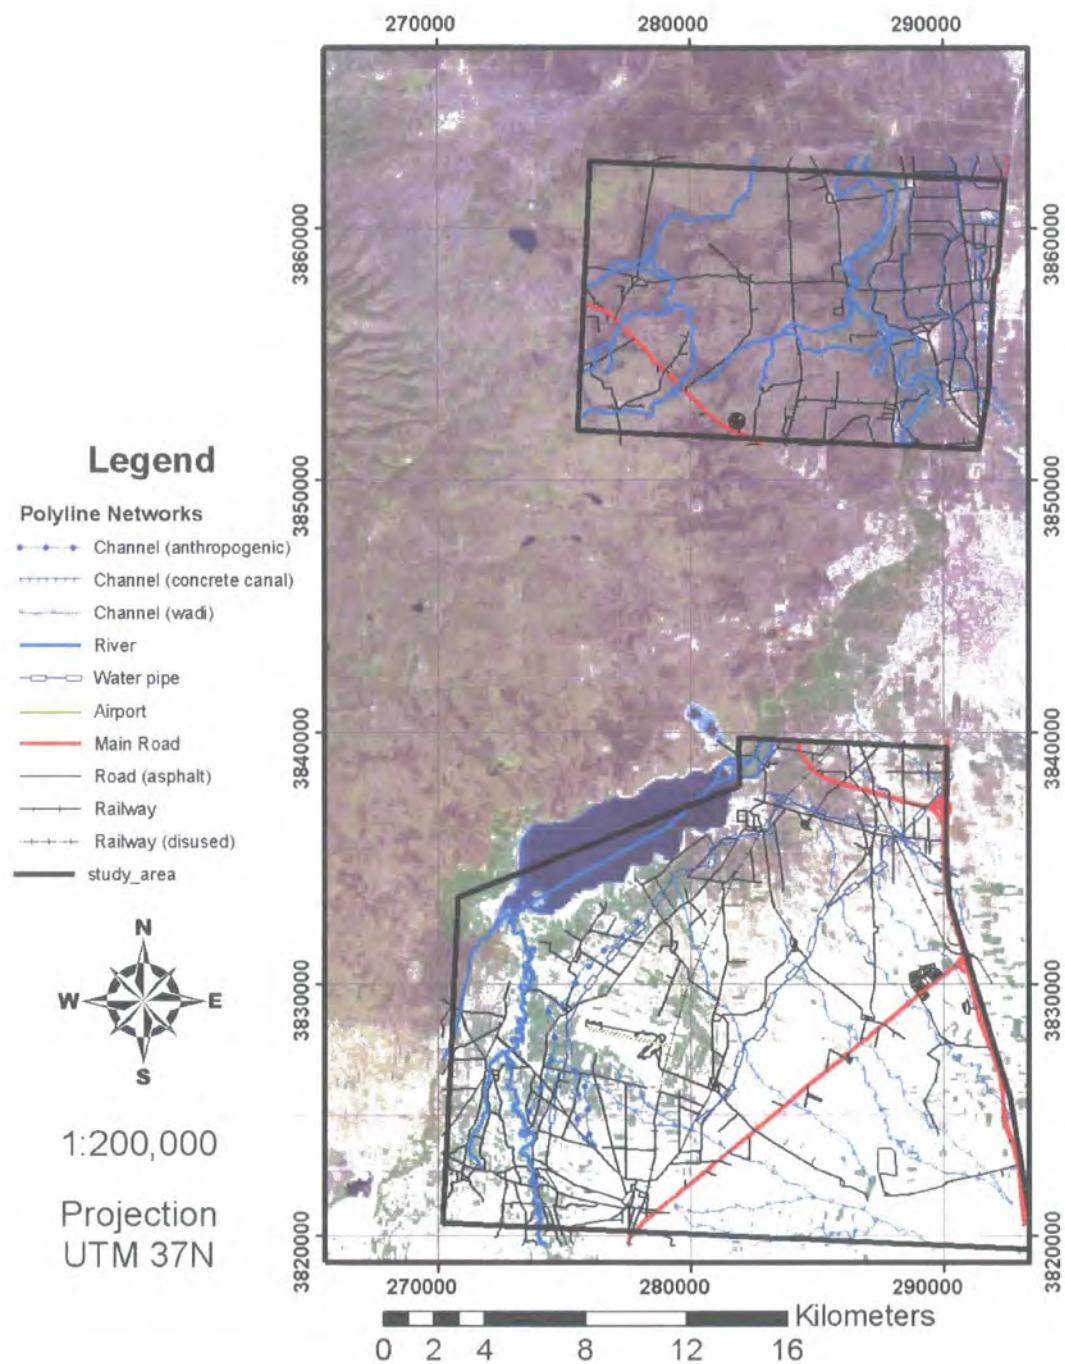 270000 280000 290000
3860000 3860000
3850000 3850000
3840000 3840000
3830000 3830000
3820000 3820000
Legend
Polyline Networks
Channel (anthropogenic)
Channel (concrete canal)
Channel (wadi)
River
Water pipe
Airport
Main Road
Road (asphalt)
Railway
Railway (disused)
study_area
N
W E
S
1:200,000
Projection
UTM 37N
270000 280000 290000
Kilometers
0 2 4 8 12 16